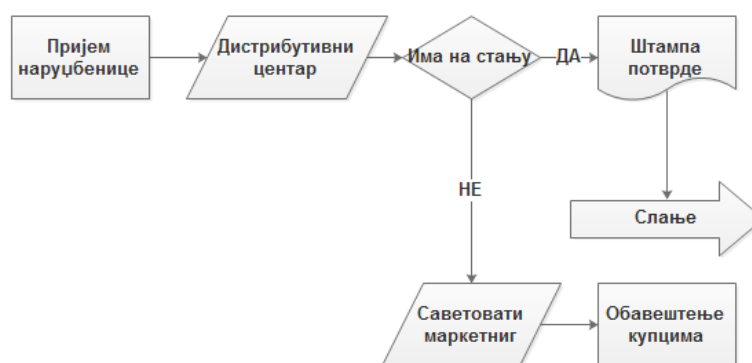 Пријем
наруџбенице
Дистрибутивни
центар
Има на стању
ДА
Штампа
потврде
НЕ
Слање
Саветовати
маркетниг
Обавештење
купцима